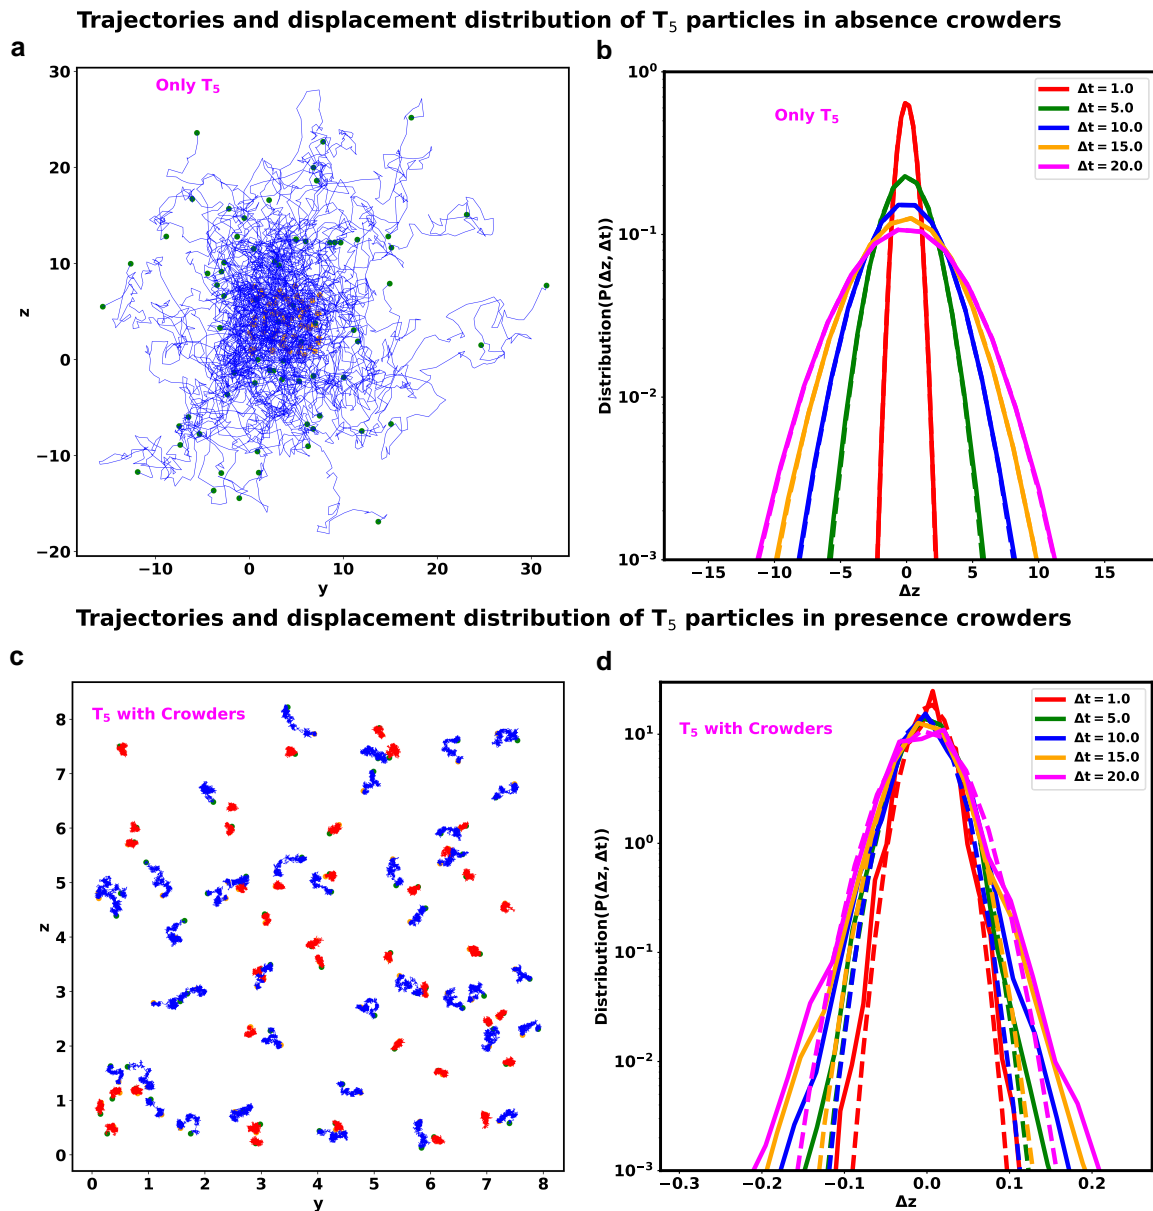 Trajectories and displacement distribution of T₅ particles in absence crowders
a
b
Only T₅
30
20
10
0
−10
−20
z
−10
0
10
20
30
y
Only T₅
Δt = 1.0
Δt = 5.0
Δt = 10.0
Δt = 15.0
Δt = 20.0
10⁰
10⁻¹
10⁻²
10⁻³
Distribution(P(Δz, Δt))
−15
−10
−5
0
5
10
15
Δz
Trajectories and displacement distribution of T₅ particles in presence crowders
c
d
T₅ with Crowders
8
7
6
5
4
3
2
1
0
z
0
1
2
3
4
5
6
7
8
y
T₅ with Crowders
Δt = 1.0
Δt = 5.0
Δt = 10.0
Δt = 15.0
Δt = 20.0
10¹
10⁰
10⁻¹
10⁻²
10⁻³
Distribution(P(Δz, Δt))
−0.3
−0.2
−0.1
0.0
0.1
0.2
Δz